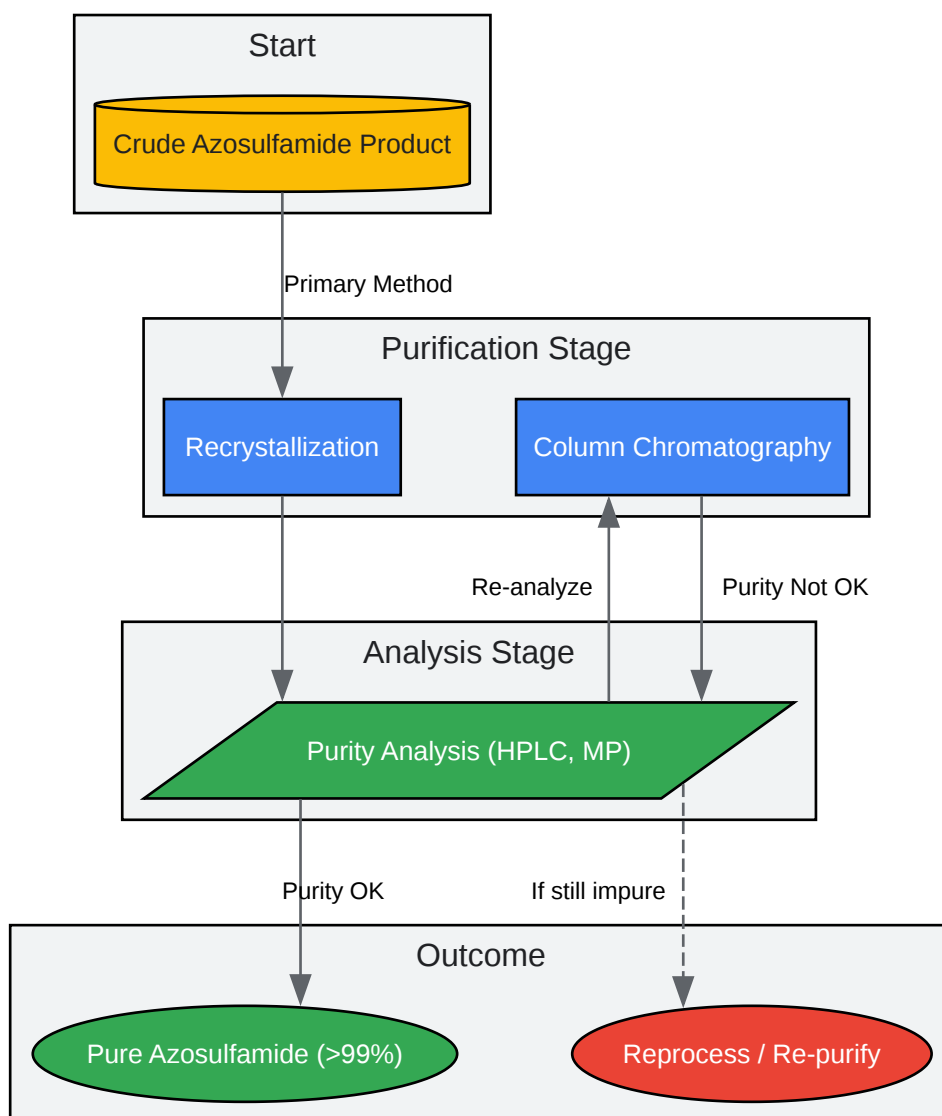 Start
Crude Azosulfamide Product
Primary Method
Purification Stage
Recrystallization
Column Chromatography
Re-analyze
Purity Not OK
Analysis Stage
Purity Analysis (HPLC, MP)
Purity OK
If still impure
Outcome
Pure Azosulfamide (>99%)
Reprocess / Re-purify